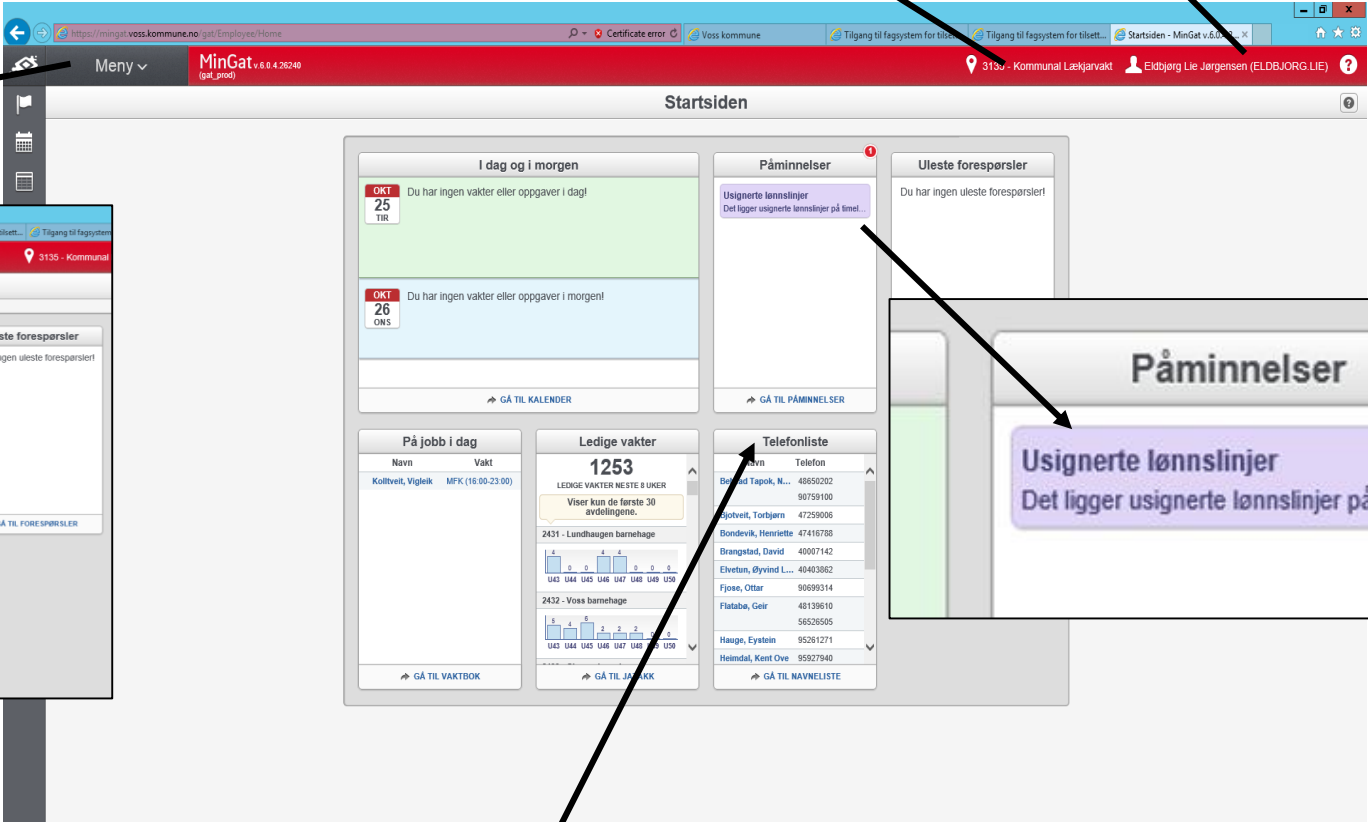 https://mingat.voss.kommune.no/gat/Employee/Home
Certificate error
Voss kommune
Tilgang til fagsystem for tilsett...
Tilgang til fagsystem for tilsett...
Startsiden - MinGat v.6.0.4.2...
Meny
MinGat v.6.0.4.26240
(gat_prod)
3135 - Kommunal Lækjarvakt
Eldbjørg Lie Jørgensen (ELDBJORG.LIE)
Startsiden
I dag og i morgen
OKT
25
TIR
Du har ingen vakter eller oppgaver i dag!
OKT
26
ONS
Du har ingen vakter eller oppgaver i morgen!
GÅ TIL KALENDER
Påminnelser
1
Usignerte lønnslinjer
Det ligger usignerte lønnslinjer på timel...
GÅ TIL PÅMINNELSER
Uleste forespørsler
Du har ingen uleste forespørsler!
tilsett...
Tilgang til fagsystem
3135 - Kommunal
ste forespørsler
ngen uleste forespørsler!
GÅ TIL FORESPØRSLER
Påminnelser
Usignerte lønnslinjer
Det ligger usignerte lønnslinjer på
På jobb i dag
Navn Vakt
Kolltveit, Vigleik MFK (16:00-23:00)
GÅ TIL VAKTBOK
Ledige vakter
1253
LEDIGE VAKTER NESTE 8 UKER
Viser kun de første 30
avdelingene.
2431 - Lundhaugen barnehage
4 0 0 4 4 0 0 0
U43 U44 U45 U46 U47 U48 U49 U50
2432 - Voss barnehage
5 4 6 2 2 2 0 0
U43 U44 U45 U46 U47 U48 U49 U50
GÅ TIL JATAKK
Telefonliste
Navn Telefon
Tapok, N... 48650202
90759100
Bjotveit, Torbjørn 47259006
Bondevik, Henriette 47416788
Brangstad, David 40007142
Elvetun, Øyvind L... 40403862
Fjose, Ottar 90699314
Flatabø, Geir 48139610
56526505
Hauge, Eystein 95261271
Heimdal, Kent Ove 95927940
GÅ TIL NAVNELISTE